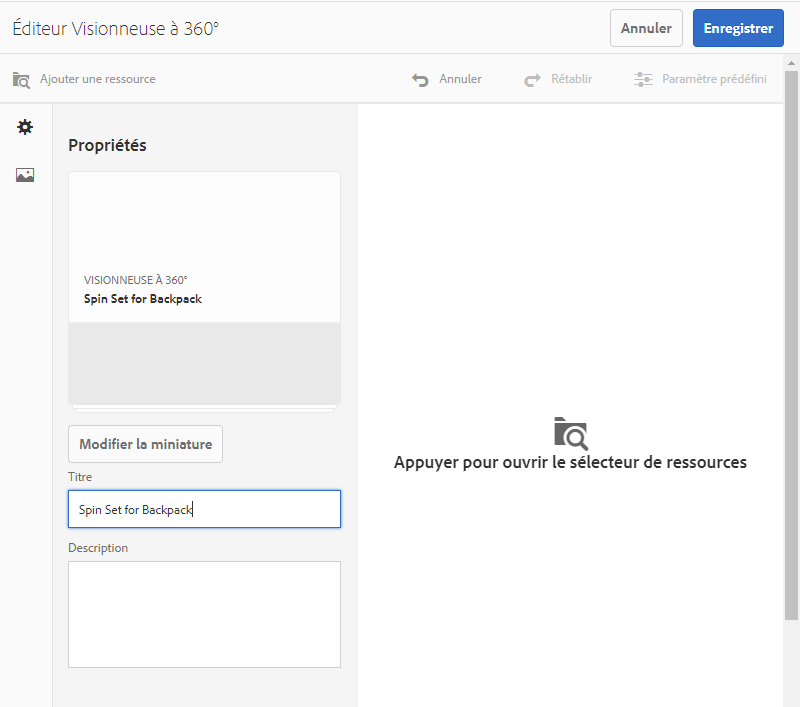 Éditeur Visionneuse à 360°
Annuler
Enregistrer
Ajouter une ressource
Annuler
Rétablir
Paramètre prédéfini
Propriétés
VISIONNEUSE À 360°
Spin Set for Backpack
Modifier la miniature
Titre
Spin Set for Backpack
Description
Appuyer pour ouvrir le sélecteur de ressources